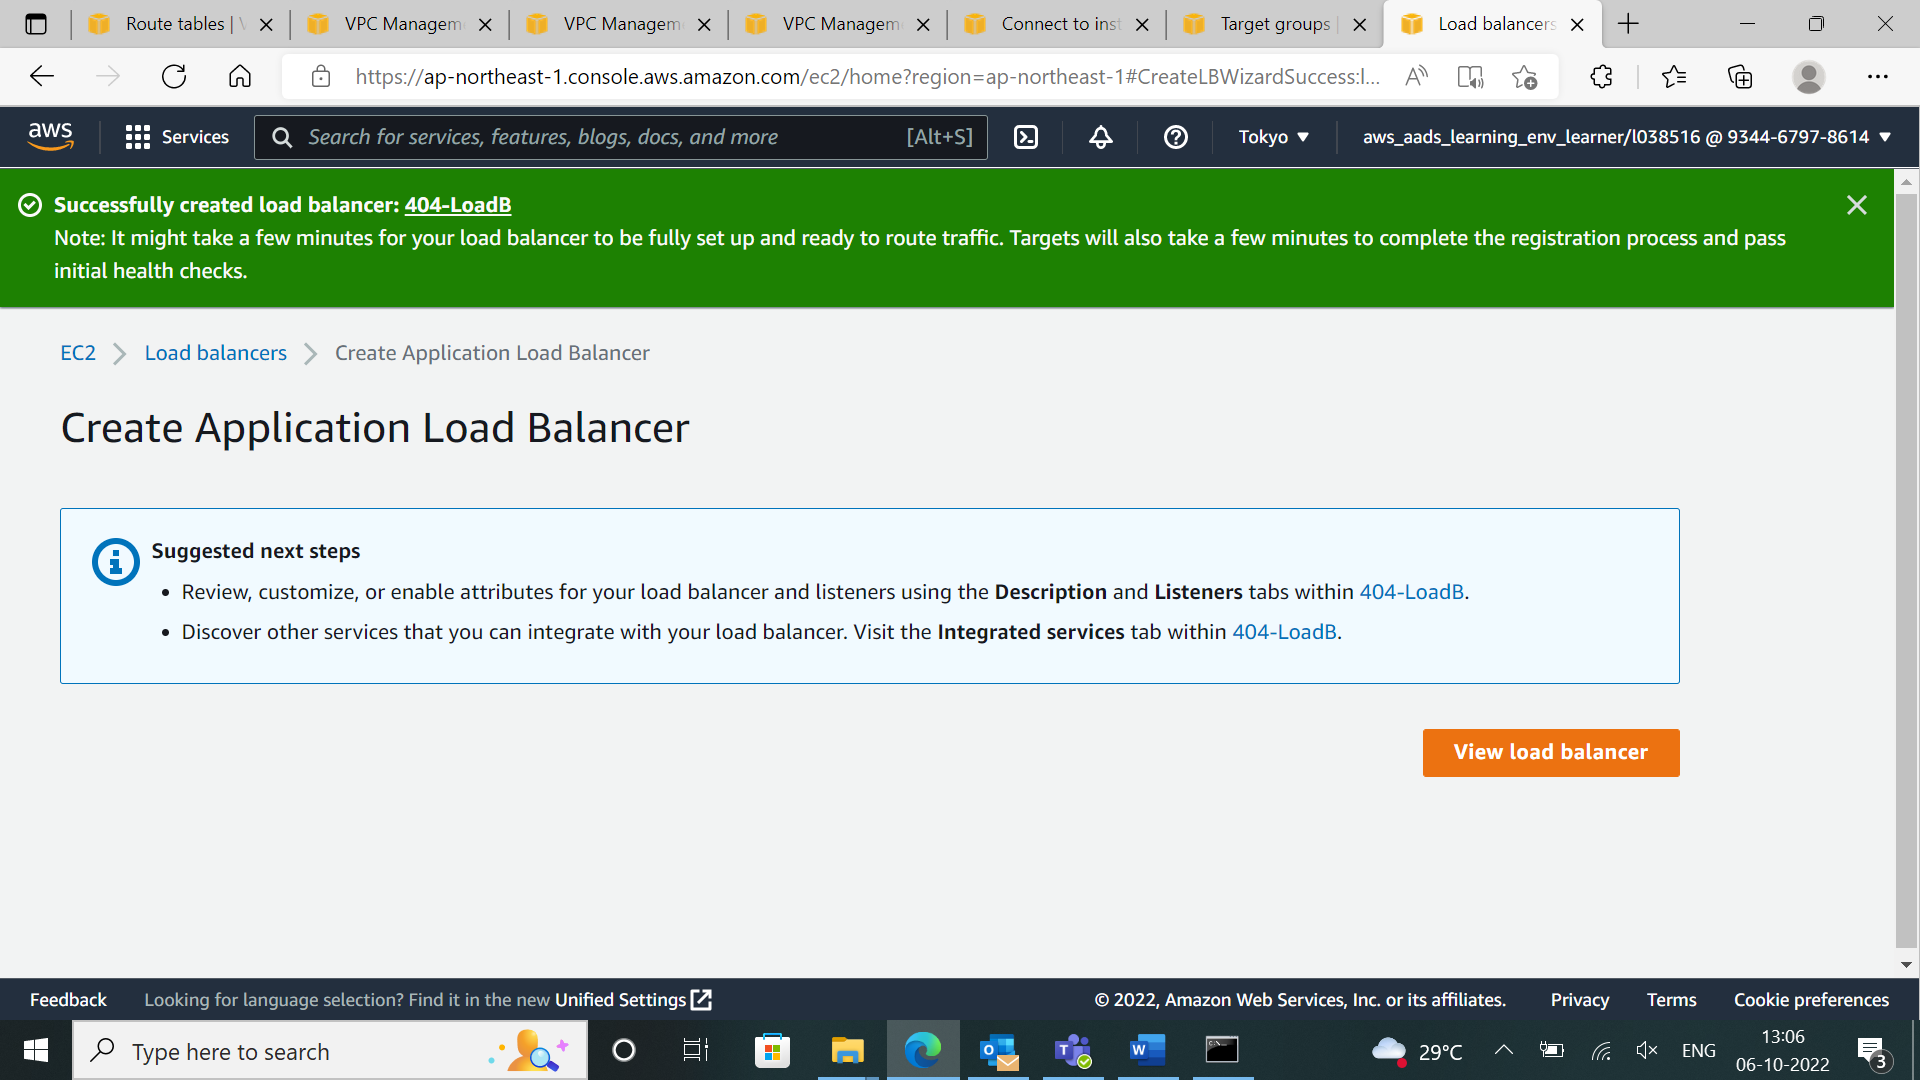 Route tables | V
VPC Managem
VPC Managem
VPC Managem
Connect to inst
Target groups |
Load balancers
https://ap-northeast-1.console.aws.amazon.com/ec2/home?region=ap-northeast-1#CreateLBWizardSuccess:l...
aws
Services
Search for services, features, blogs, docs, and more
[Alt+S]
Tokyo
aws_aads_learning_env_learner/l038516 @ 9344-6797-8614
Successfully created load balancer: 404-LoadB
Note: It might take a few minutes for your load balancer to be fully set up and ready to route traffic. Targets will also take a few minutes to complete the registration process and pass
initial health checks.
EC2 > Load balancers > Create Application Load Balancer
Create Application Load Balancer
Suggested next steps
• Review, customize, or enable attributes for your load balancer and listeners using the Description and Listeners tabs within 404-LoadB.
• Discover other services that you can integrate with your load balancer. Visit the Integrated services tab within 404-LoadB.
View load balancer
Feedback
Looking for language selection? Find it in the new Unified Settings
© 2022, Amazon Web Services, Inc. or its affiliates.
Privacy
Terms
Cookie preferences
Type here to search
29°C
ENG
13:06
06-10-2022
3